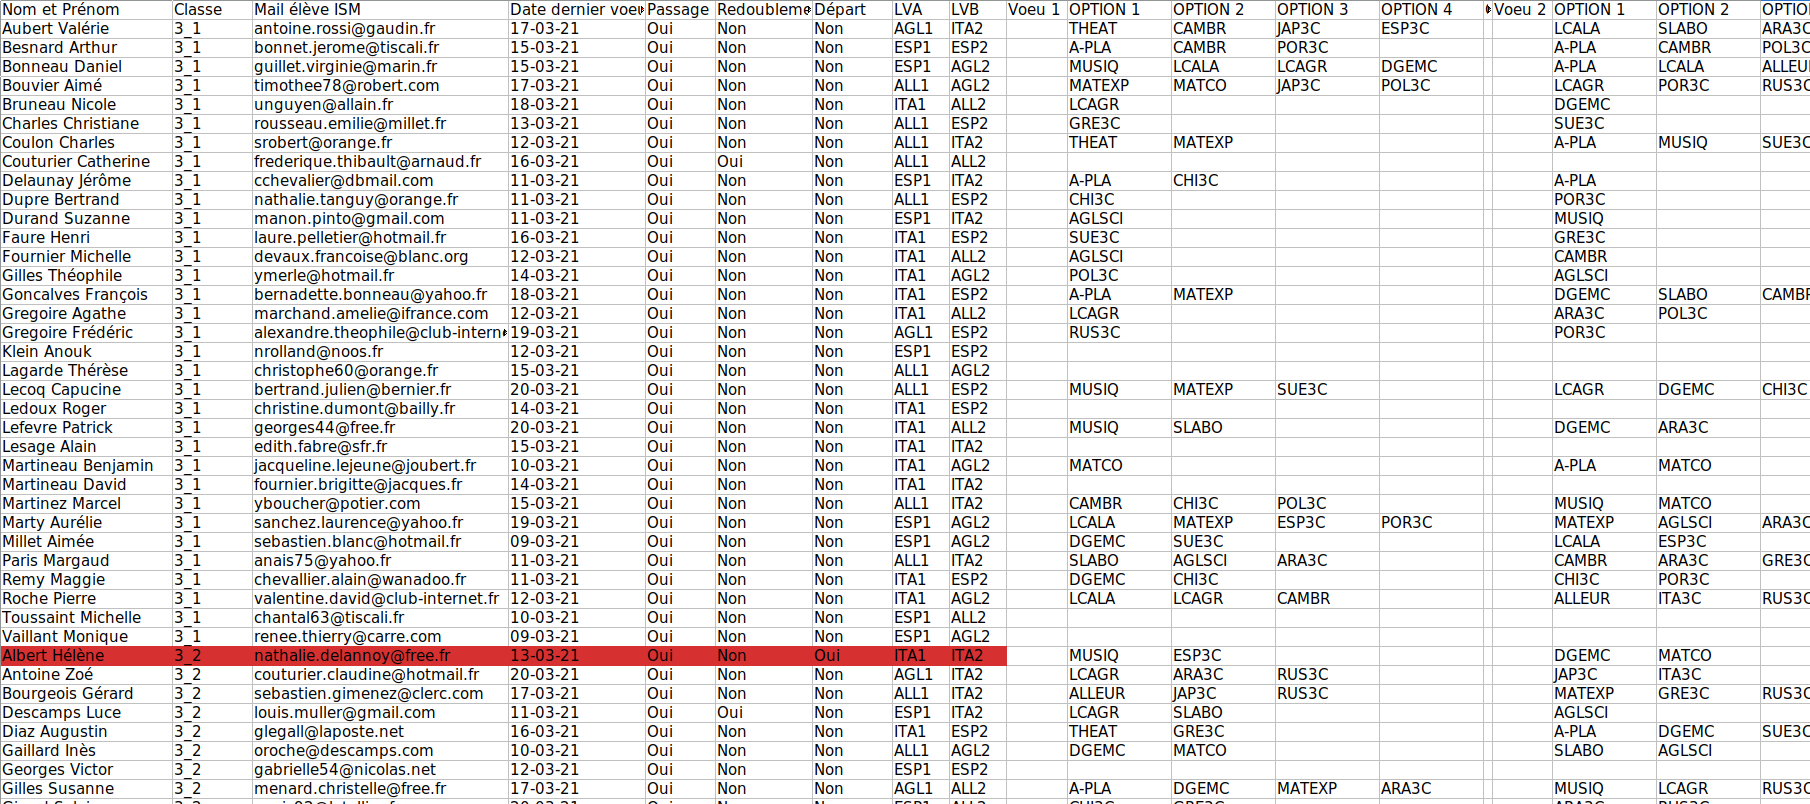 Nom et Prénom Classe Mail élève ISM Date dernier voeu Passage Redoubleme Départ LVA LVB Voeu 1 OPTION 1 OPTION 2 OPTION 3 OPTION 4 Voeu 2 OPTION 1 OPTION 2 OPTIO
Aubert Valérie 3_1 antoine.rossi@gaudin.fr 17-03-21 Oui Non Non AGL1 ITA2 THEAT CAMBR JAP3C ESP3C LCALA SLABO ARA3C
Besnard Arthur 3_1 bonnet.jerome@tiscali.fr 15-03-21 Oui Non Non ESP1 ESP2 A-PLA CAMBR POR3C A-PLA CAMBR POL3C
Bonneau Daniel 3_1 guillet.virginie@marin.fr 15-03-21 Oui Non Non ESP1 AGL2 MUSIQ LCALA LCAGR DGEMC A-PLA LCALA ALLEU
Bouvier Aimé 3_1 timothee78@robert.com 17-03-21 Oui Non Non ALL1 AGL2 MATEXP MATCO JAP3C POL3C LCAGR POR3C RUS3C
Bruneau Nicole 3_1 unguyen@allain.fr 18-03-21 Oui Non Non ITA1 ALL2 LCAGR DGEMC
Charles Christiane 3_1 rousseau.emilie@millet.fr 13-03-21 Oui Non Non ALL1 ESP2 GRE3C SUE3C
Coulon Charles 3_1 srobert@orange.fr 12-03-21 Oui Non Non ALL1 ITA2 THEAT MATEXP A-PLA MUSIQ SUE3C
Couturier Catherine 3_1 frederique.thibault@arnaud.fr 16-03-21 Oui Oui Non ALL1 ALL2
Delaunay Jérôme 3_1 cchevalier@dbmail.com 11-03-21 Oui Non Non ESP1 ITA2 A-PLA CHI3C A-PLA
Dupre Bertrand 3_1 nathalie.tanguy@orange.fr 11-03-21 Oui Non Non ALL1 ESP2 CHI3C POR3C
Durand Suzanne 3_1 manon.pinto@gmail.com 11-03-21 Oui Non Non ESP1 ITA2 AGLSCI MUSIQ
Faure Henri 3_1 laure.pelletier@hotmail.fr 16-03-21 Oui Non Non ITA1 ESP2 SUE3C GRE3C
Fournier Michelle 3_1 devaux.francoise@blanc.org 12-03-21 Oui Non Non ITA1 ALL2 AGLSCI CAMBR
Gilles Théophile 3_1 ymerle@hotmail.fr 14-03-21 Oui Non Non ITA1 AGL2 POL3C AGLSCI
Goncalves François 3_1 bernadette.bonneau@yahoo.fr 18-03-21 Oui Non Non ITA1 ESP2 A-PLA MATEXP DGEMC SLABO CAMBR
Gregoire Agathe 3_1 marchand.amelie@ifrance.com 12-03-21 Oui Non Non ITA1 ALL2 LCAGR ARA3C POL3C
Gregoire Frédéric 3_1 alexandre.theophile@club-intern 19-03-21 Oui Non Non AGL1 ESP2 RUS3C POR3C
Klein Anouk 3_1 nrolland@noos.fr 12-03-21 Oui Non Non ESP1 ESP2
Lagarde Thérèse 3_1 christophe60@orange.fr 15-03-21 Oui Non Non ALL1 AGL2
Lecoq Capucine 3_1 bertrand.julien@bernier.fr 20-03-21 Oui Non Non ALL1 ESP2 MUSIQ MATEXP SUE3C LCAGR DGEMC CHI3C
Ledoux Roger 3_1 christine.dumont@bailly.fr 14-03-21 Oui Non Non ITA1 ESP2
Lefevre Patrick 3_1 georges44@free.fr 20-03-21 Oui Non Non ITA1 ALL2 MUSIQ SLABO DGEMC ARA3C
Lesage Alain 3_1 edith.fabre@sfr.fr 15-03-21 Oui Non Non ITA1 ITA2
Martineau Benjamin 3_1 jacqueline.lejeune@joubert.fr 10-03-21 Oui Non Non ITA1 AGL2 MATCO A-PLA MATCO
Martineau David 3_1 fournier.brigitte@jacques.fr 14-03-21 Oui Non Non ITA1 ITA2
Martinez Marcel 3_1 yboucher@potier.com 15-03-21 Oui Non Non ALL1 ITA2 CAMBR CHI3C POL3C MUSIQ MATCO
Marty Aurélie 3_1 sanchez.laurence@yahoo.fr 19-03-21 Oui Non Non ESP1 AGL2 LCALA MATEXP ESP3C POR3C MATEXP AGLSCI ARA3C
Millet Aimée 3_1 sebastien.blanc@hotmail.fr 09-03-21 Oui Non Non ESP1 AGL2 DGEMC SUE3C LCALA ESP3C
Paris Margaud 3_1 anais75@yahoo.fr 11-03-21 Oui Non Non ALL1 ITA2 SLABO AGLSCI ARA3C CAMBR ARA3C GRE3C
Remy Maggie 3_1 chevallier.alain@wanadoo.fr 11-03-21 Oui Non Non ITA1 ESP2 DGEMC CHI3C CHI3C POR3C
Roche Pierre 3_1 valentine.david@club-internet.fr 12-03-21 Oui Non Non ITA1 AGL2 LCALA LCAGR CAMBR ALLEUR ITA3C RUS3C
Toussaint Michelle 3_1 chantal63@tiscali.fr 10-03-21 Oui Non Non ESP1 ALL2
Vaillant Monique 3_1 renee.thierry@carre.com 09-03-21 Oui Non Non ESP1 AGL2
Albert Hélène 3_2 nathalie.delannoy@free.fr 13-03-21 Oui Non Oui ITA1 ITA2 MUSIQ ESP3C DGEMC MATCO
Antoine Zoé 3_2 couturier.claudine@hotmail.fr 20-03-21 Oui Non Non AGL1 ITA2 LCAGR ARA3C RUS3C JAP3C ITA3C
Bourgeois Gérard 3_2 sebastien.gimenez@clerc.com 17-03-21 Oui Non Non ALL1 ITA2 ALLEUR JAP3C RUS3C MATEXP GRE3C RUS3C
Descamps Luce 3_2 louis.muller@gmail.com 11-03-21 Oui Oui Non ESP1 ITA2 LCAGR SLABO AGLSCI
Diaz Augustin 3_2 glegall@laposte.net 16-03-21 Oui Non Non ITA1 ESP2 THEAT GRE3C A-PLA DGEMC SUE3C
Gaillard Inès 3_2 oroche@descamps.com 10-03-21 Oui Non Non ALL1 AGL2 DGEMC MATCO SLABO AGLSCI
Georges Victor 3_2 gabrielle54@nicolas.net 12-03-21 Oui Non Non ESP1 ESP2
Gilles Susanne 3_2 menard.christelle@free.fr 17-03-21 Oui Non Non AGL1 ALL2 A-PLA DGEMC MATEXP ARA3C MUSIQ LCAGR RUS3C